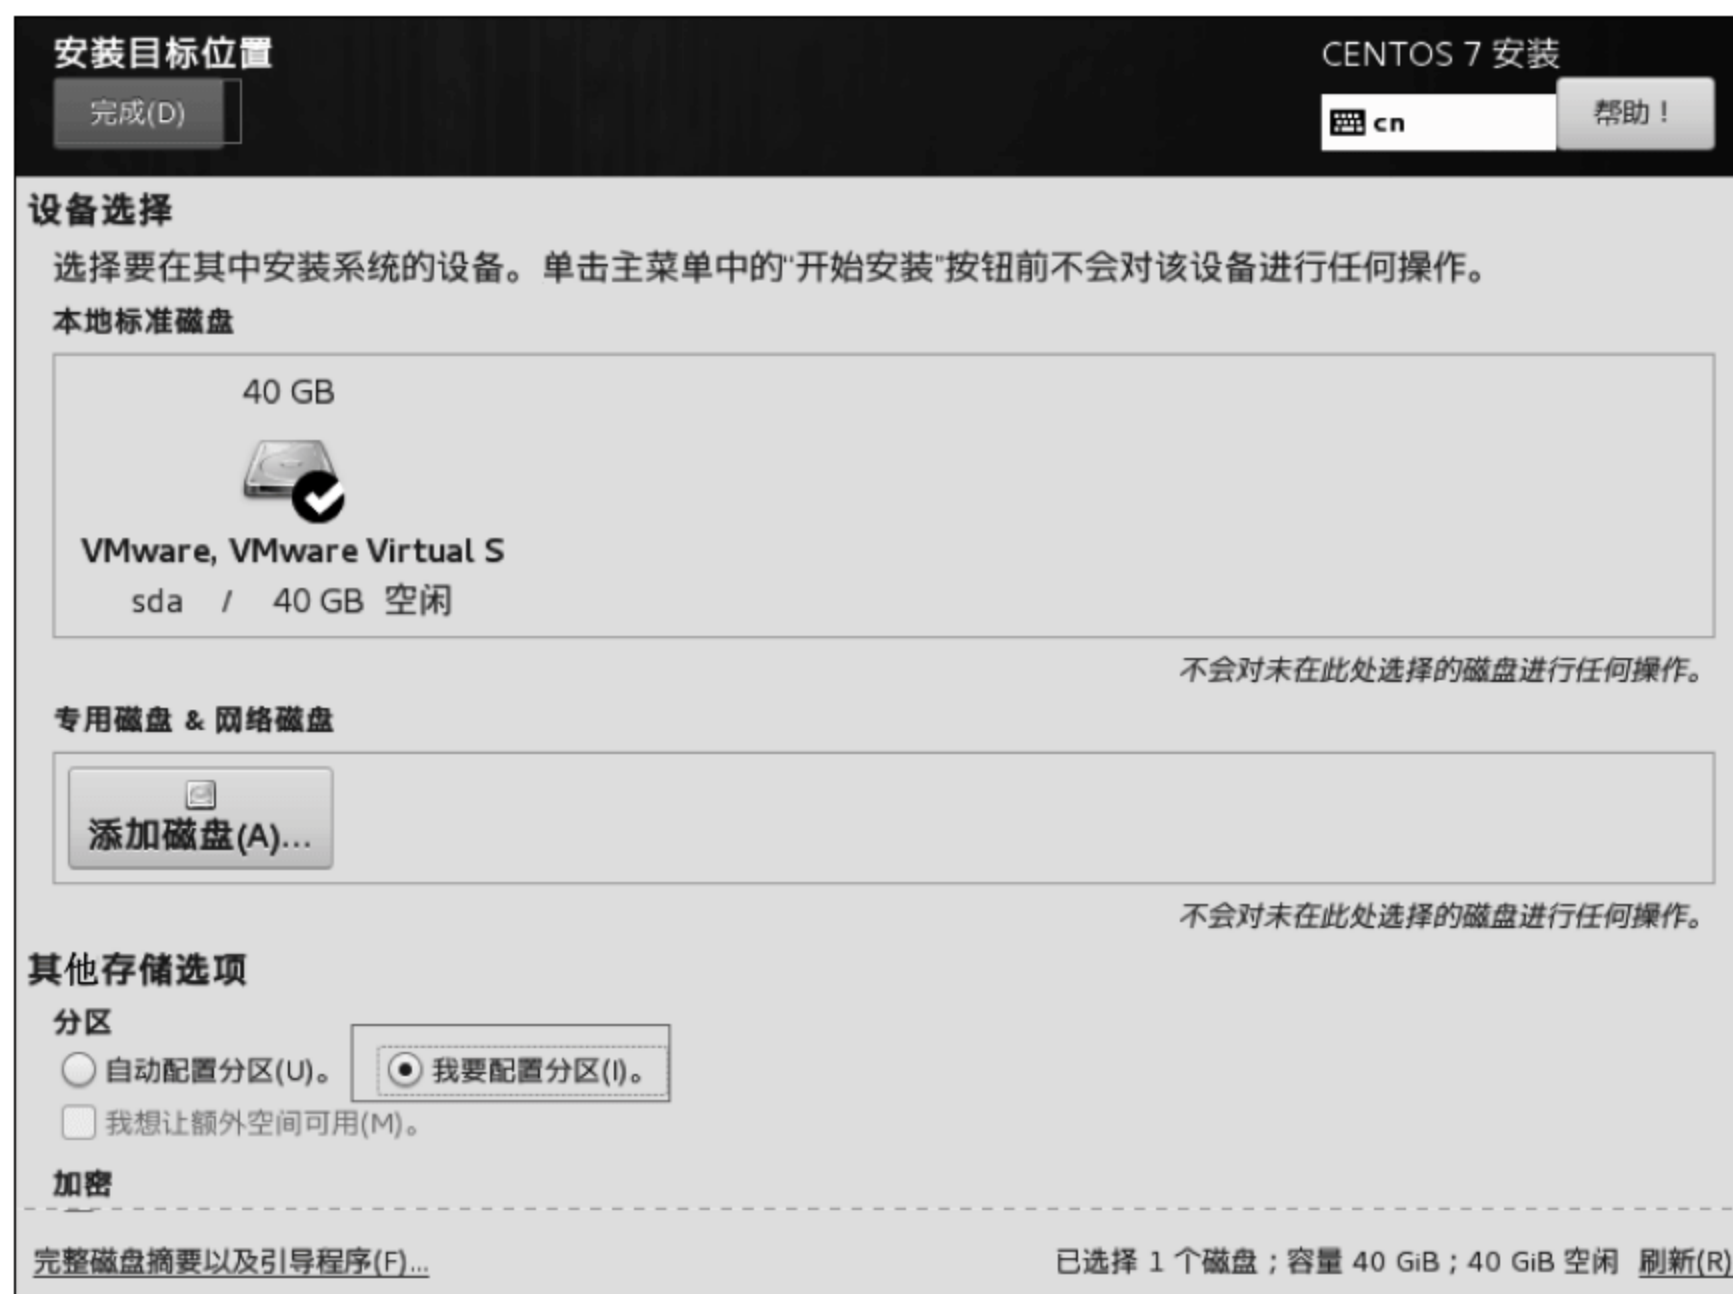 安装目标位置
CENTOS 7 安装
完成(D)
cn
帮助！
设备选择
选择要在其中安装系统的设备。单击主菜单中的“开始安装”按钮前不会对该设备进行任何操作。
本地标准磁盘
40 GB
VMware, VMware Virtual S
sda / 40 GB 空闲
不会对未在此处选择的磁盘进行任何操作。
专用磁盘 & 网络磁盘
添加磁盘(A)...
不会对未在此处选择的磁盘进行任何操作。
其他存储选项
分区
自动配置分区(U)。 我要配置分区(I)。
我想让额外空间可用(M)。
加密
完整磁盘摘要以及引导程序(F)...
已选择 1 个磁盘；容量 40 GiB；40 GiB 空闲 刷新(R)